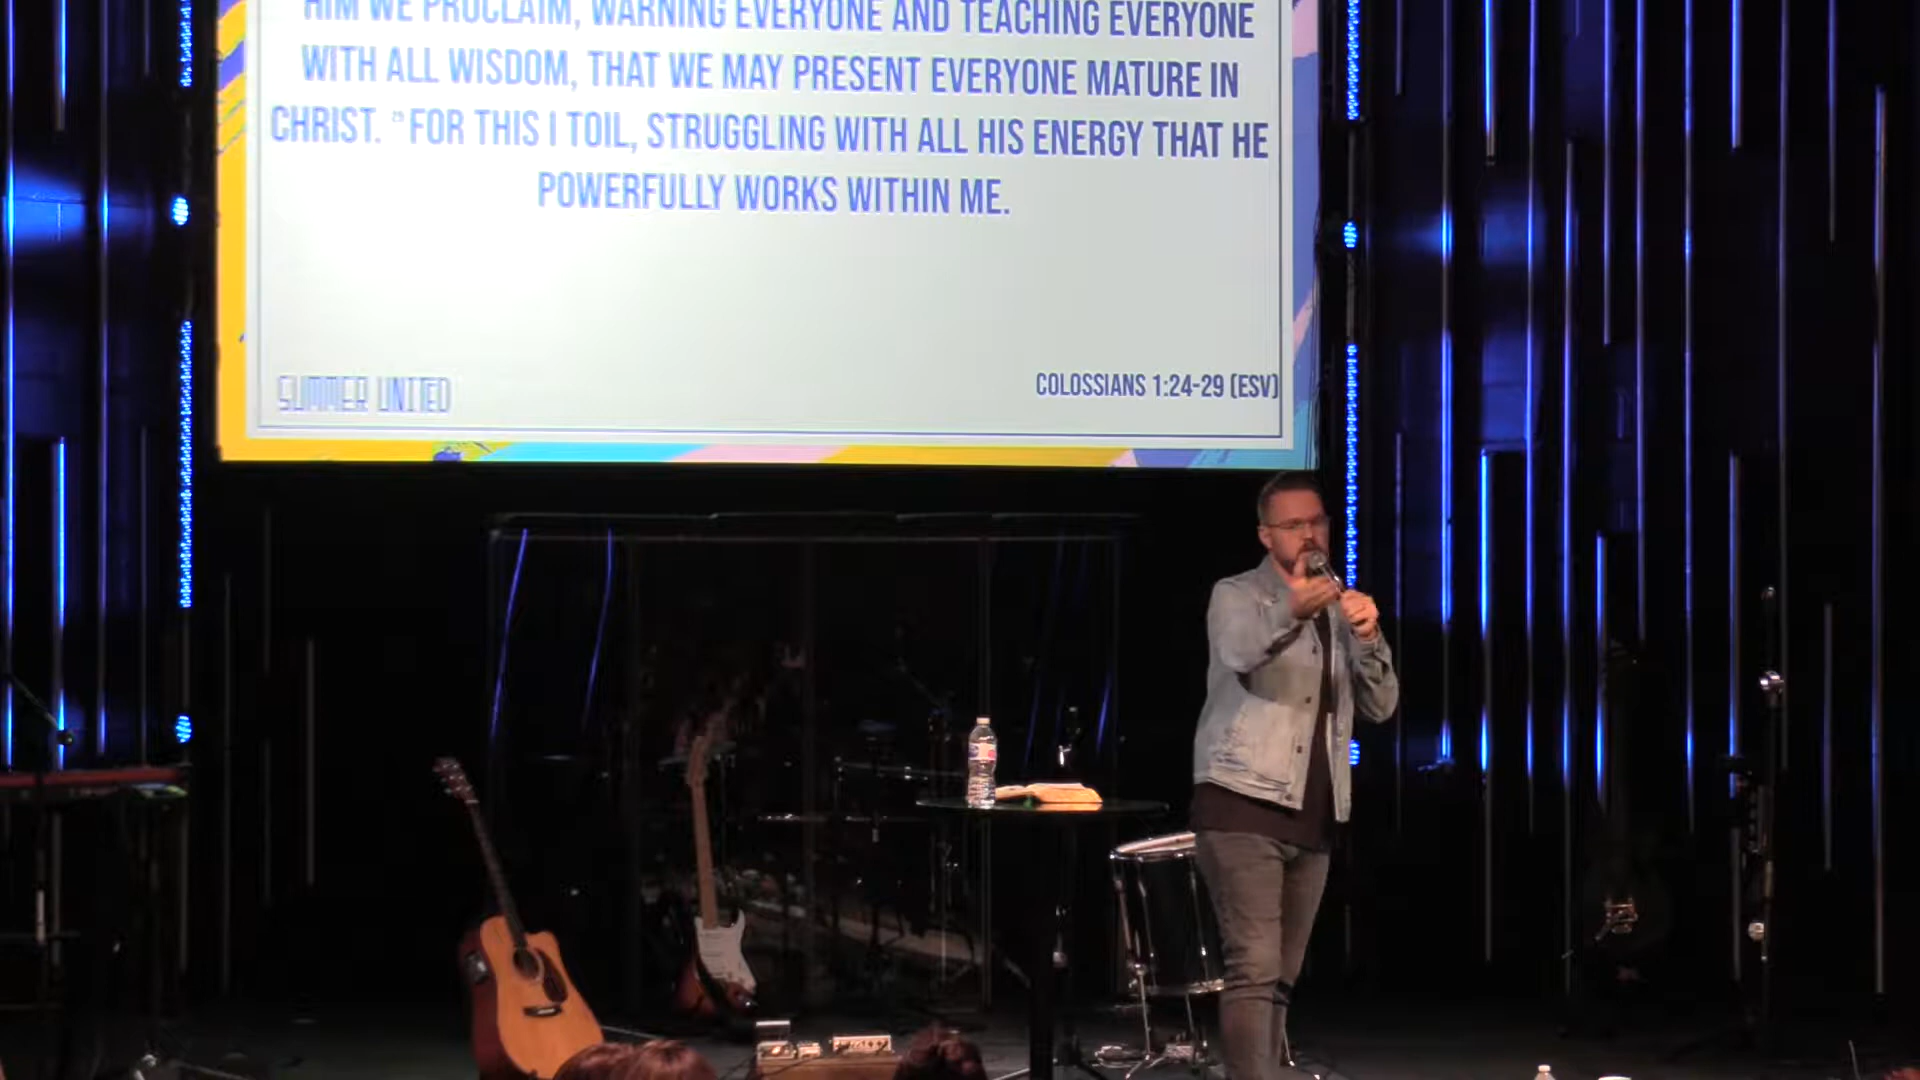 HIM WE PROCLAIM, WARNING EVERYONE AND TEACHING EVERYONE
WITH ALL WISDOM, THAT WE MAY PRESENT EVERYONE MATURE IN
CHRIST. 29 FOR THIS I TOIL, STRUGGLING WITH ALL HIS ENERGY THAT HE
POWERFULLY WORKS WITHIN ME.
SUMMER UNITED
COLOSSIANS 1:24-29 (ESV)